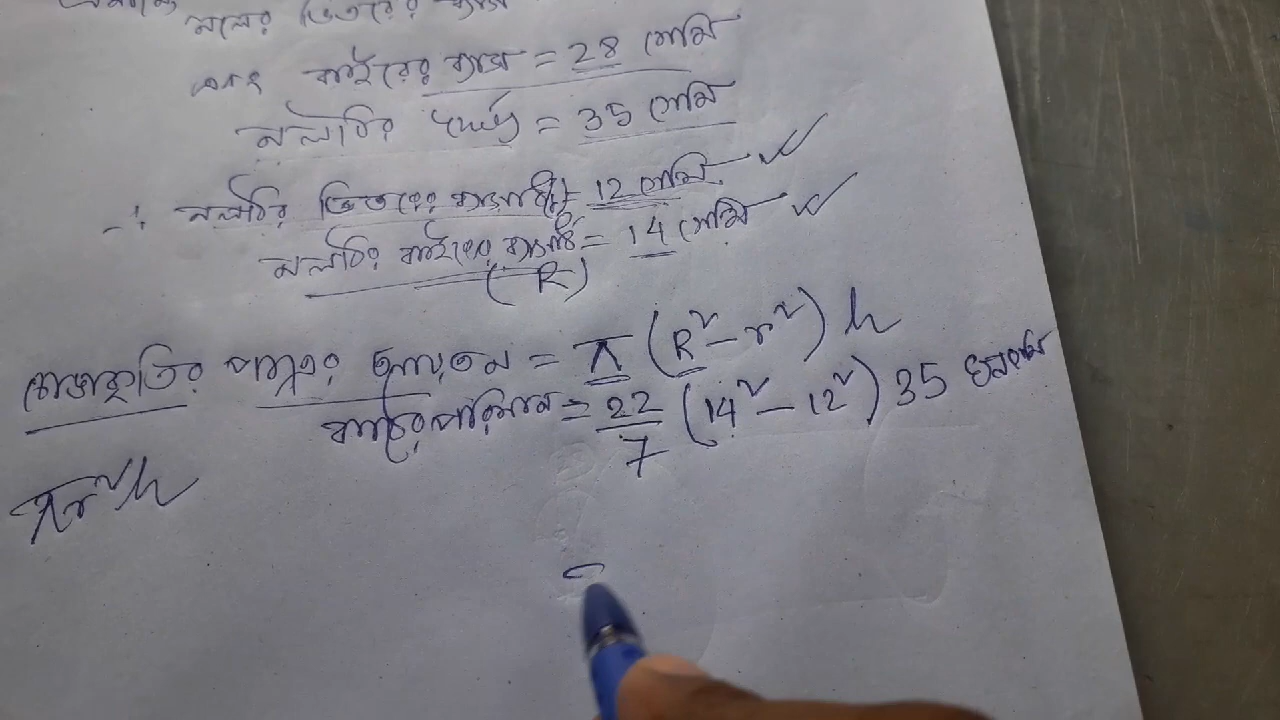 নলের ভিতরের ব্যাস
এবং বাইরের ব্যাস = 28 সেমি
নলটির দৈর্ঘ্য = 35 সেমি
∴ নলটির ভিতরের ব্যাসার্ধ = 12 সেমি
নলটির বাইরের ব্যাসার্ধ = 14 সেমি
(R)
আয়তন = π (R² - r²) h
কাঠের পরিমান = 22/7 (14² - 12²) 35 ঘনসেমি
πr²h